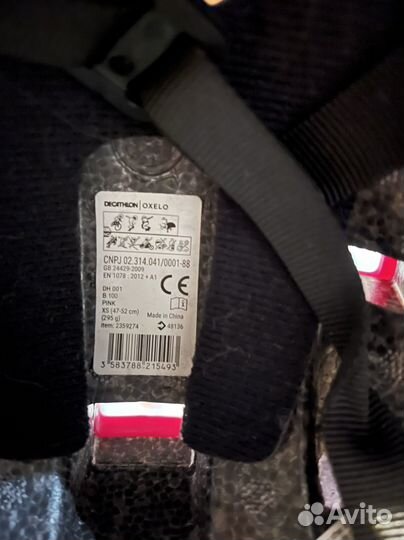 DECATHLON | OXELO
CNPJ 02.314.041/0001-88
GB 24429-2009
EN 1078 : 2012 + A1
CE
DH 001
B 100
PINK
XS (47-52 cm)
(295 g)
Made in China
Item: 2359274
48136
3 583788 215493
Avito